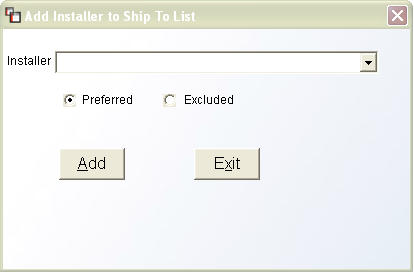 Add Installer to Ship To List
Installer
Preferred Excluded
Add Exit